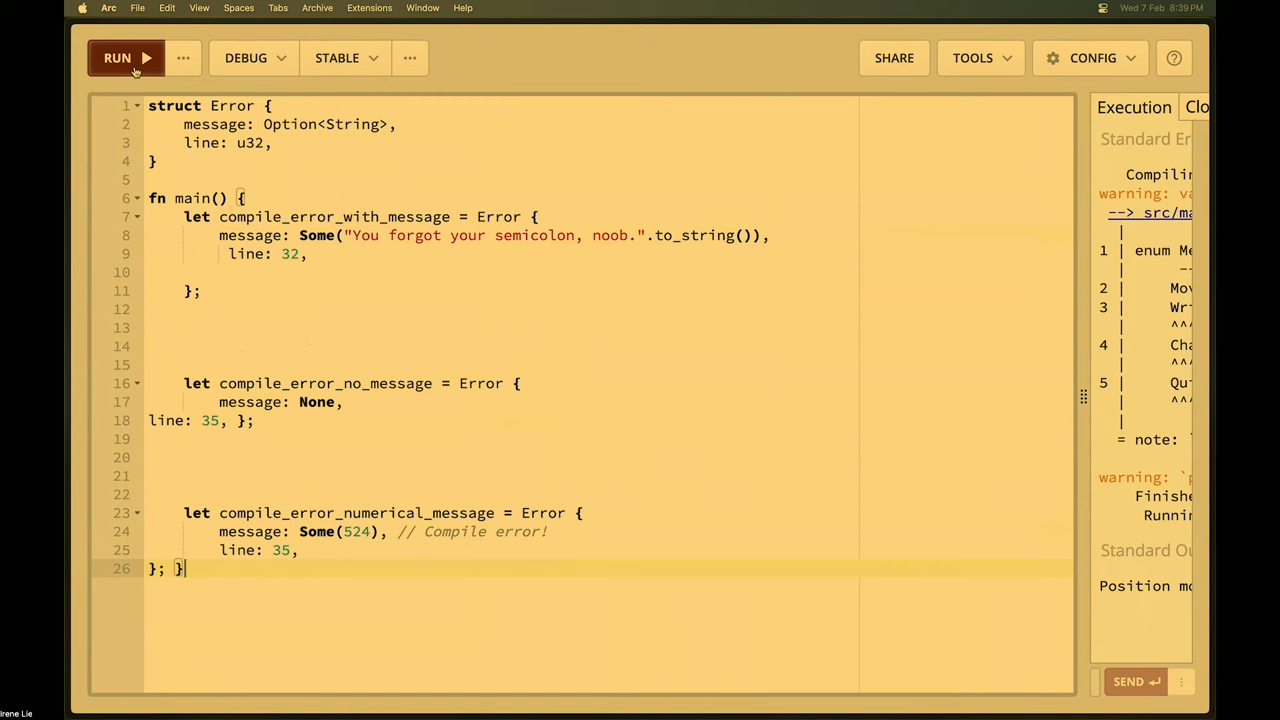 Arc File Edit View Spaces Tabs Archive Extensions Window Help Wed 7 Feb 8:39 PM
RUN ··· DEBUG STABLE ··· SHARE TOOLS CONFIG ?
1 struct Error {
2 message: Option<String>,
3 line: u32,
4 }
5
6 fn main() {
7 let compile_error_with_message = Error {
8 message: Some("You forgot your semicolon, noob.".to_string()),
9 line: 32,
10
11 };
12
13
14
15
16 let compile_error_no_message = Error {
17 message: None,
18 line: 35, };
19
20
21
22
23 let compile_error_numerical_message = Error {
24 message: Some(524), // Compile error!
25 line: 35,
26 }; }
Execution Clo
Standard Er
Compilin
warning: va
--> src/ma
|
1 | enum Me
| --
2 | Mov
3 | Wri
| ^^^
4 | Cha
| ^^^
5 | Qui
| ^^^
|
= note: `
warning: `p
Finishe
Runnin
Standard Ou
Position mo
SEND
Irene Lie